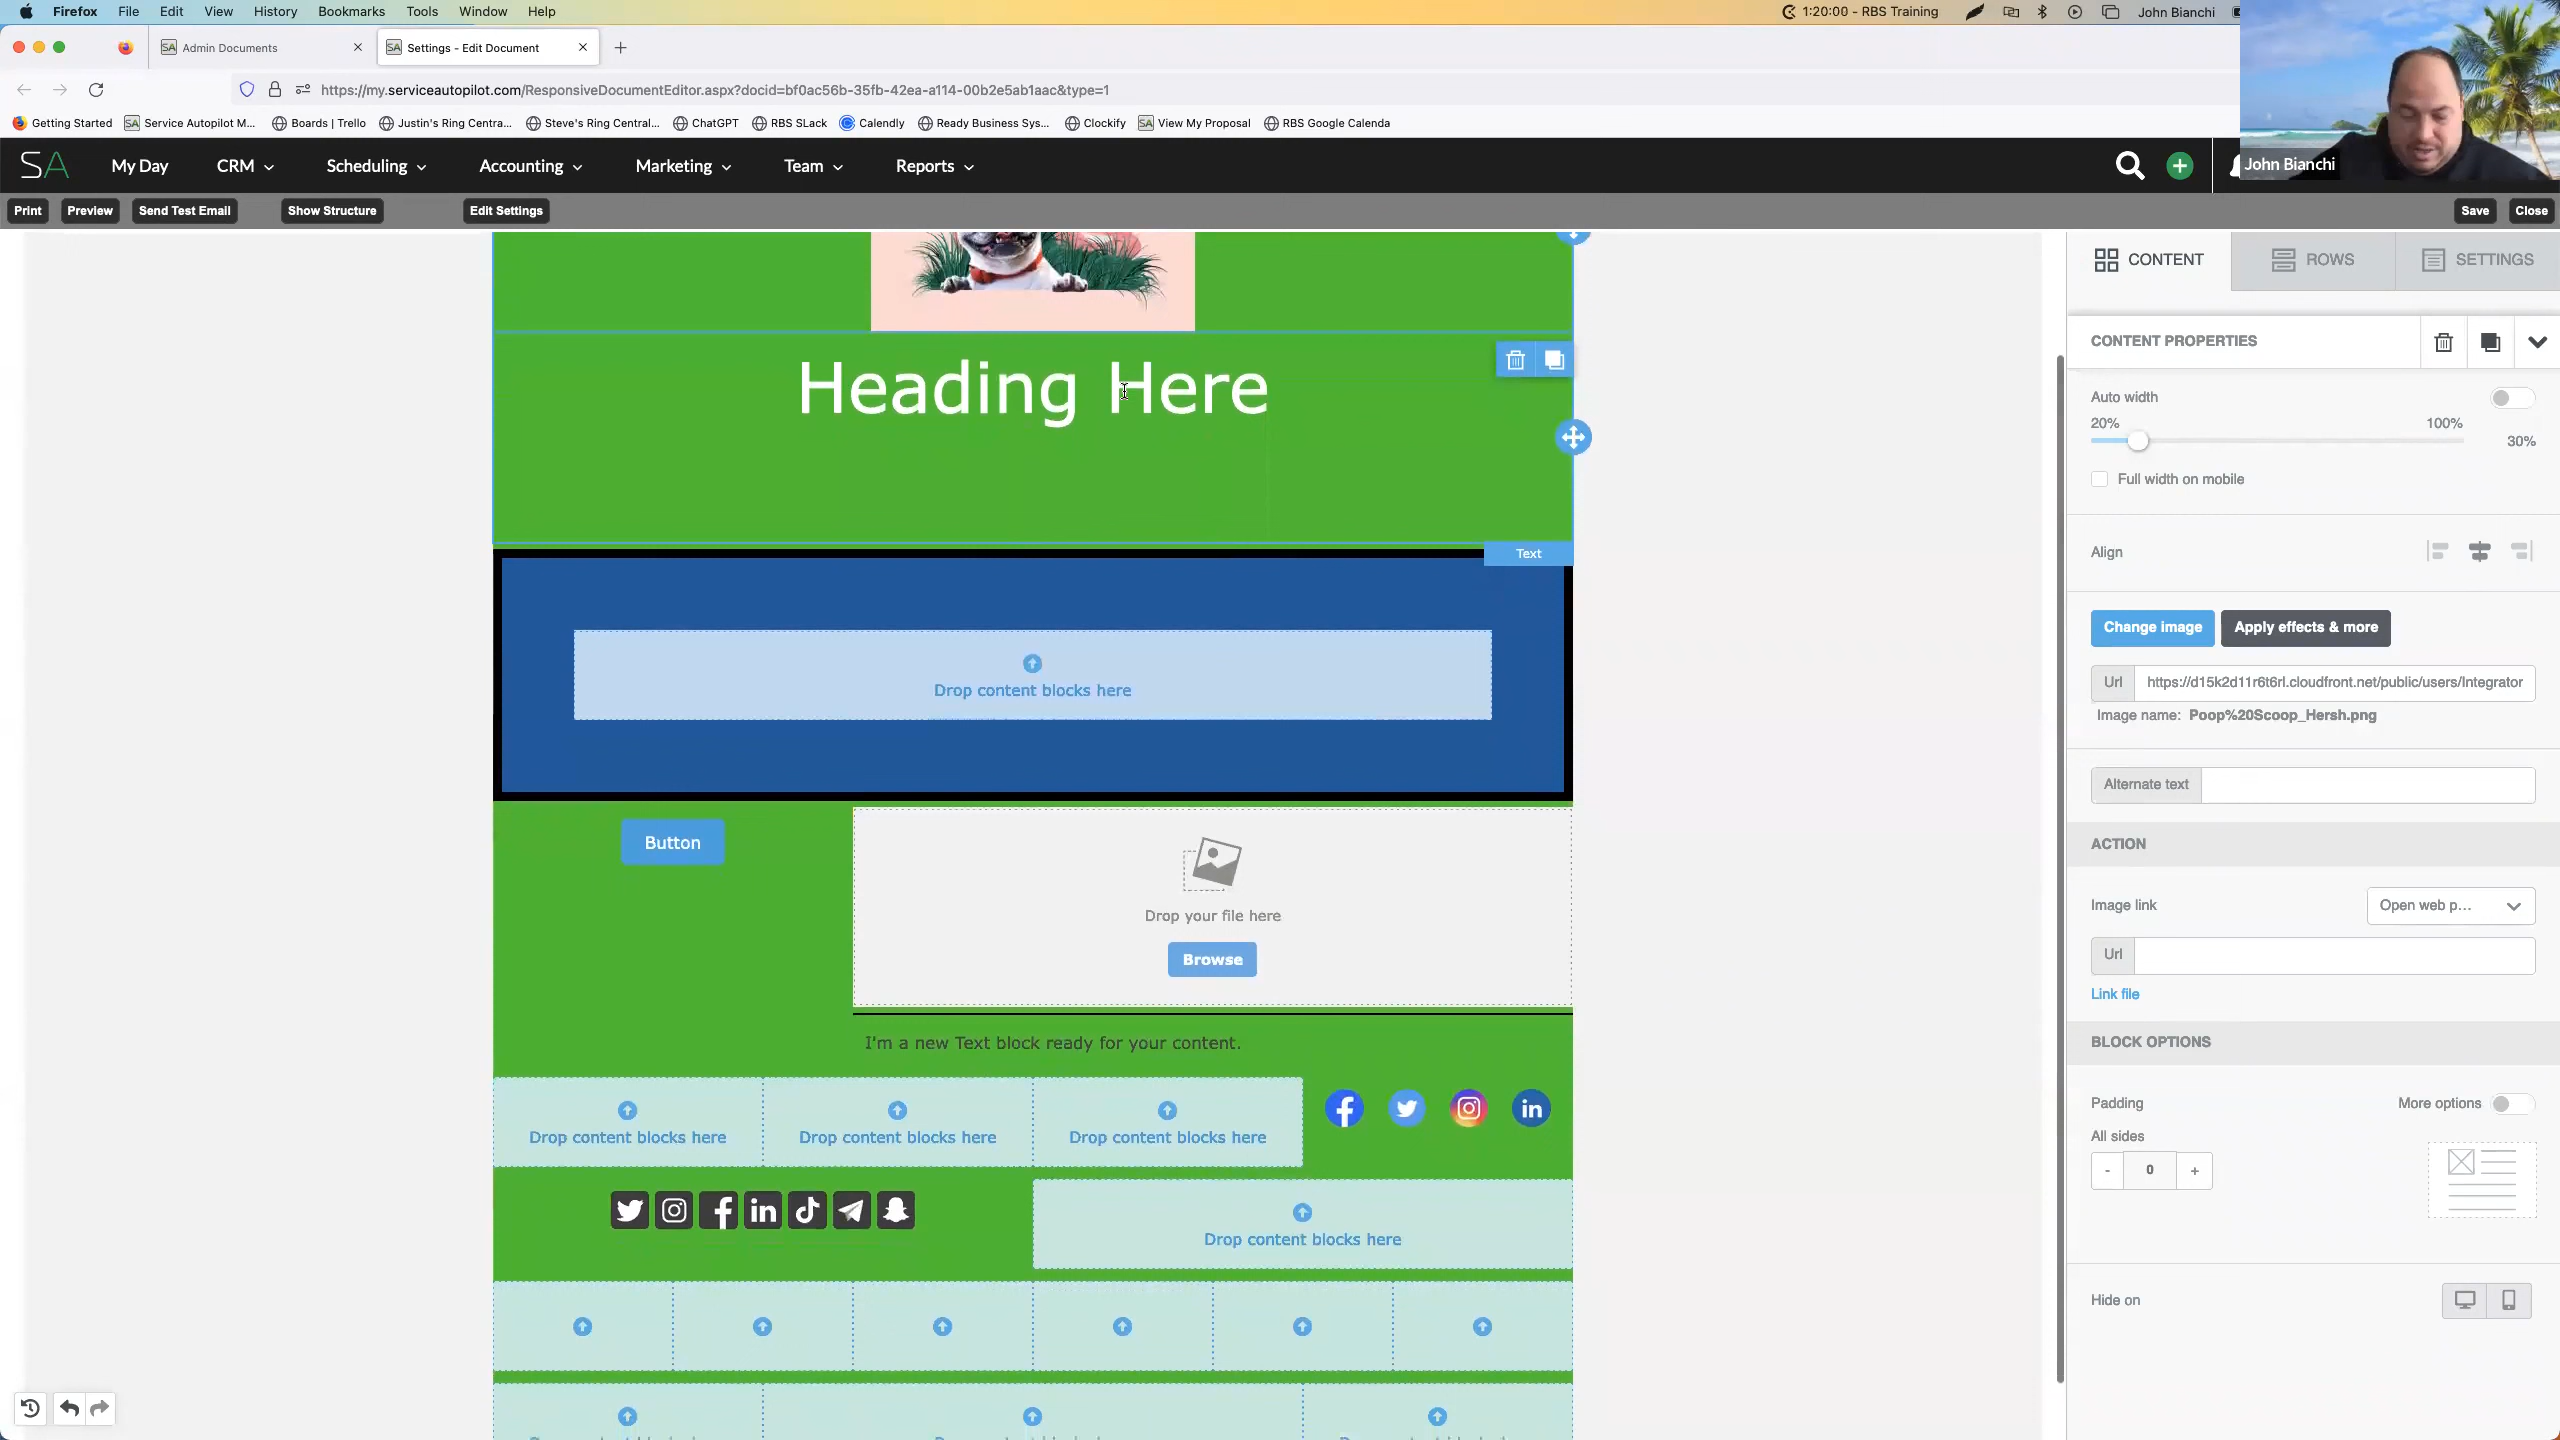 Firefox File Edit View History Bookmarks Tools Window Help 1:20:00 - RBS Training John Bianchi
SA Admin Documents SA Settings - Edit Document
https://my.serviceautopilot.com/ResponsiveDocumentEditor.aspx?docid=bf0ac56b-35fb-42ea-a114-00b2e5ab1aac&type=1
Getting Started SA Service Autopilot M... Boards | Trello Justin's Ring Centra... Steve's Ring Central... ChatGPT RBS SLack Calendly Ready Business Sys... Clockify SA View My Proposal RBS Google Calenda
John Bianchi
SA My Day CRM Scheduling Accounting Marketing Team Reports
Print Preview Send Test Email Show Structure Edit Settings Save Close
CONTENT ROWS SETTINGS
CONTENT PROPERTIES
Heading Here
Auto width
20% 100%
30%
Full width on mobile
Text
Align
Change image Apply effects & more
Url https://d15k2d11r6t6rl.cloudfront.net/public/users/Integrator
Drop content blocks here
Image name: Poop%20Scoop_Hersh.png
Alternate text
Button
ACTION
Image link Open web p...
Drop your file here
Browse
Url
Link file
I'm a new Text block ready for your content.
BLOCK OPTIONS
Padding More options
All sides
Drop content blocks here Drop content blocks here Drop content blocks here
- 0 +
Drop content blocks here
Hide on